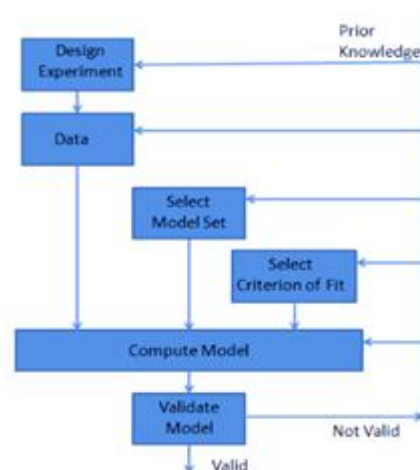 Prior
Knowledge
Design
Experiment
Data
Select
Model Set
Select
Criterion of Fit
Compute Model
Validate
Model
Not Valid
Valid